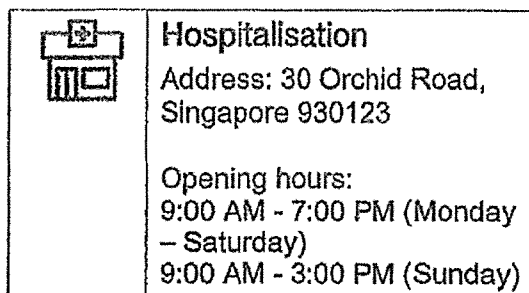 Hospitalisation
Address: 30 Orchid Road,
Singapore 930123
Opening hours:
9:00 AM - 7:00 PM (Monday
– Saturday)
9:00 AM - 3:00 PM (Sunday)